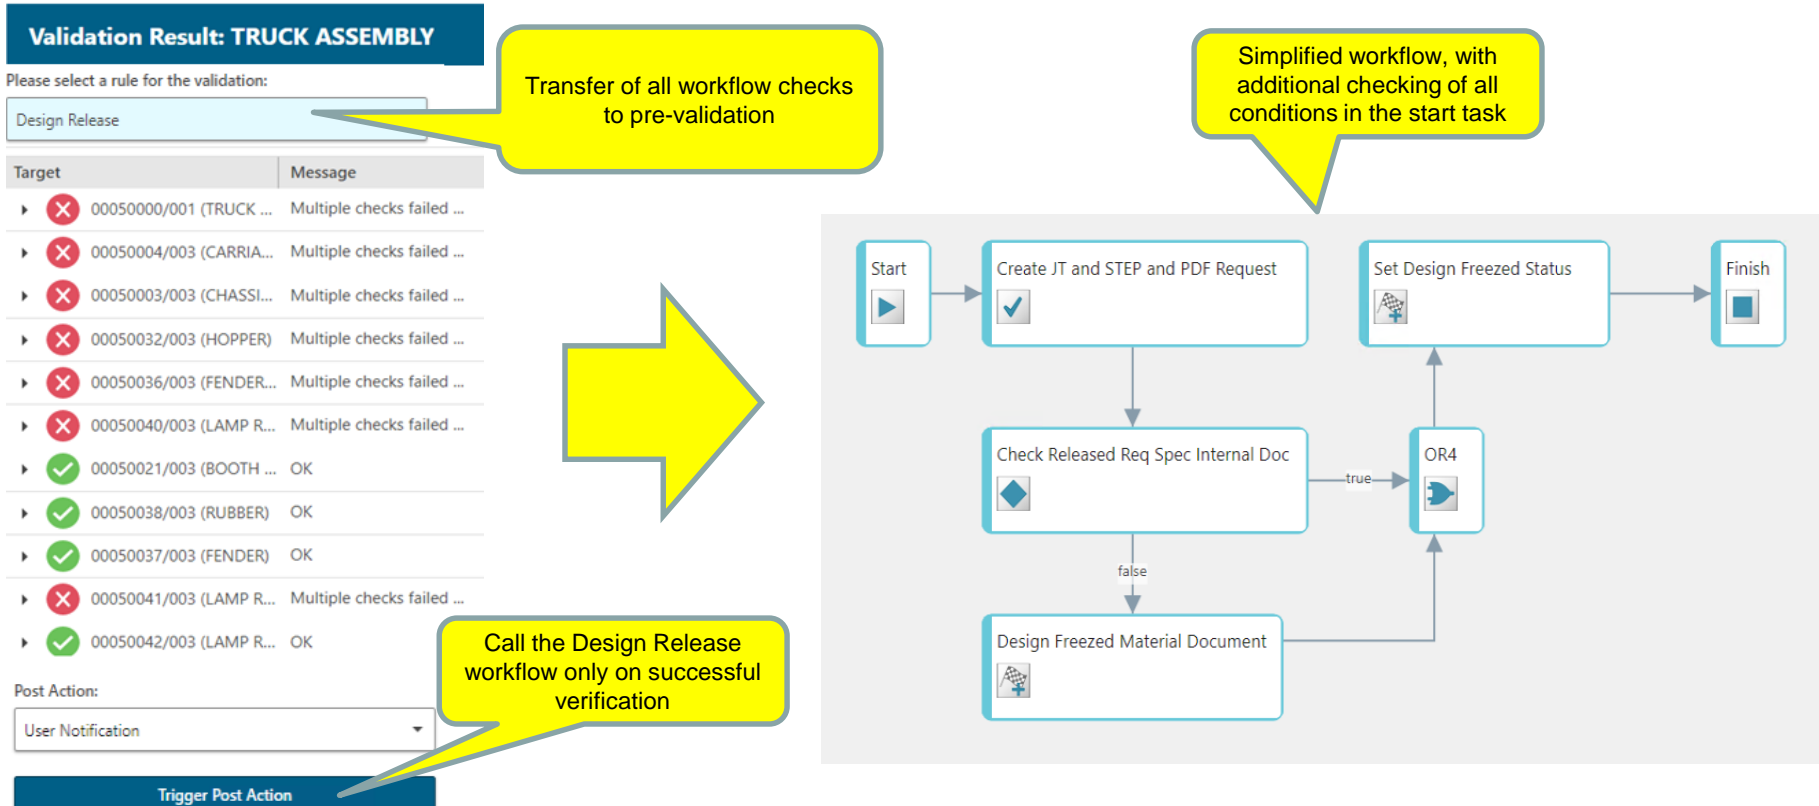 Validation Result: TRUCK ASSEMBLY
Please select a rule for the validation:
Design Release
Target Message
00050000/001 (TRUCK ... Multiple checks failed ...
00050004/003 (CARRIA... Multiple checks failed ...
00050003/003 (CHASSI... Multiple checks failed ...
00050032/003 (HOPPER) Multiple checks failed ...
00050036/003 (FENDER... Multiple checks failed ...
00050040/003 (LAMP R... Multiple checks failed ...
00050021/003 (BOOTH ... OK
00050038/003 (RUBBER) OK
00050037/003 (FENDER) OK
00050041/003 (LAMP R... Multiple checks failed ...
00050042/003 (LAMP R... OK
Post Action:
User Notification
Trigger Post Action
Transfer of all workflow checks
to pre-validation
Call the Design Release
workflow only on successful
verification
Simplified workflow, with
additional checking of all
conditions in the start task
Start
Create JT and STEP and PDF Request
Set Design Freezed Status
Finish
Check Released Req Spec Internal Doc
true
OR4
false
Design Freezed Material Document